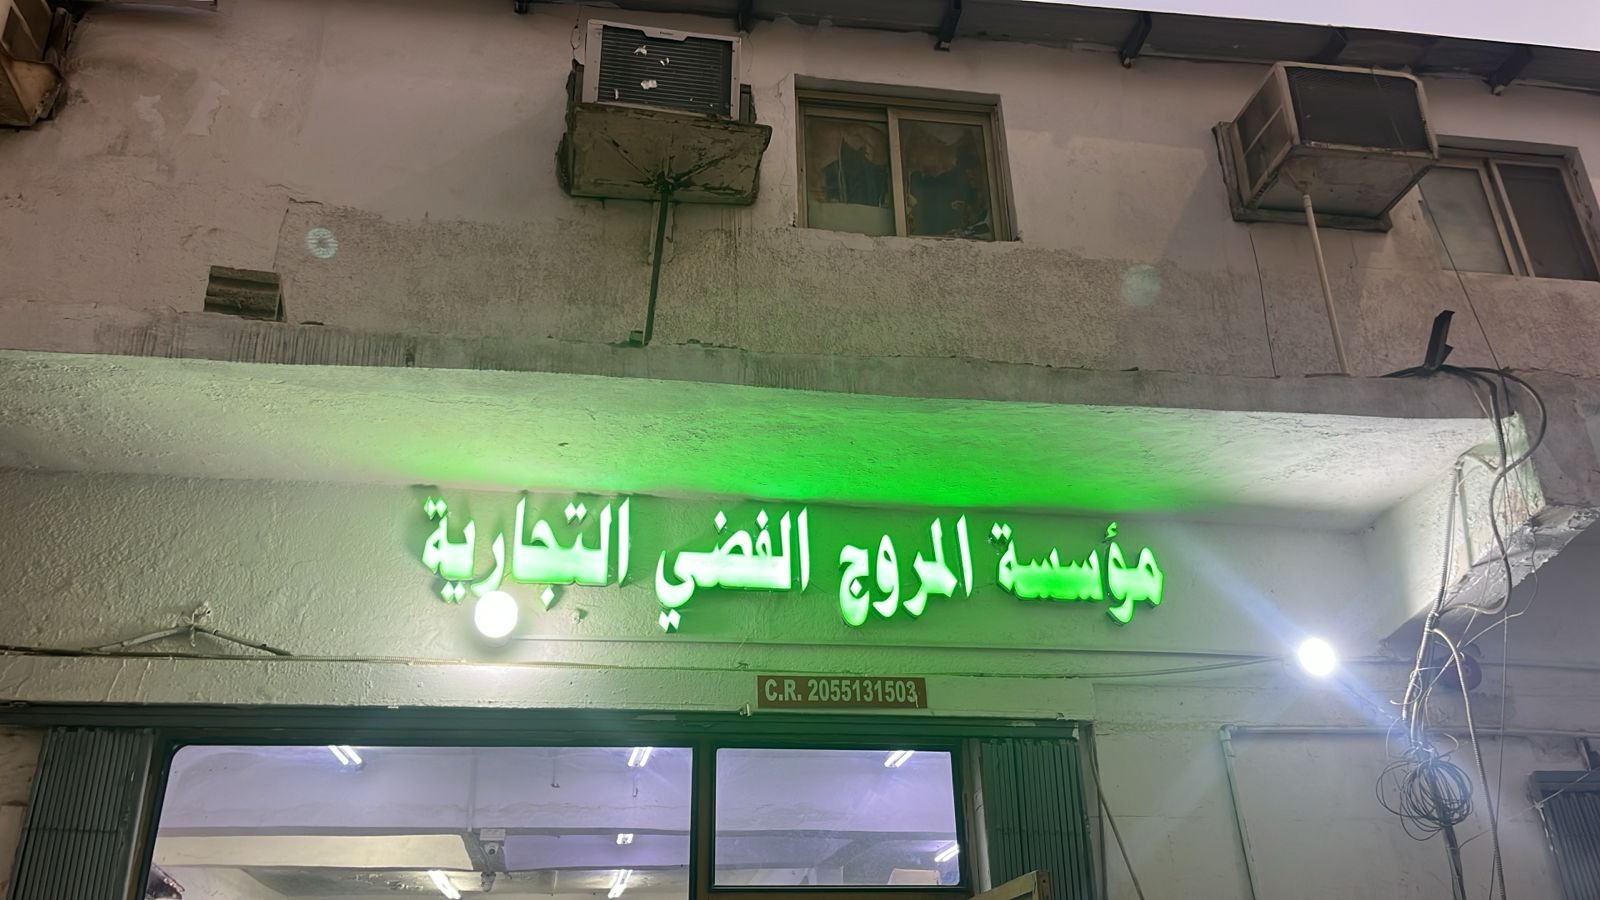 مؤسسة المروج الفضي التجارية
C.R. 2055131503